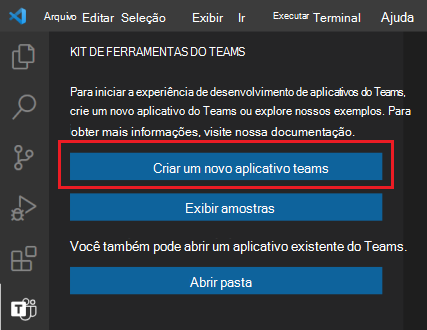 Arquivo Editar Seleção Exibir Ir Executar Terminal Ajuda
KIT DE FERRAMENTAS DO TEAMS
Para iniciar a experiência de desenvolvimento de aplicativos do Teams,
crie um novo aplicativo do Teams ou explore nossos exemplos. Para
obter mais informações, visite nossa documentação.
Criar um novo aplicativo teams
Exibir amostras
Você também pode abrir um aplicativo existente do Teams.
Abrir pasta
T